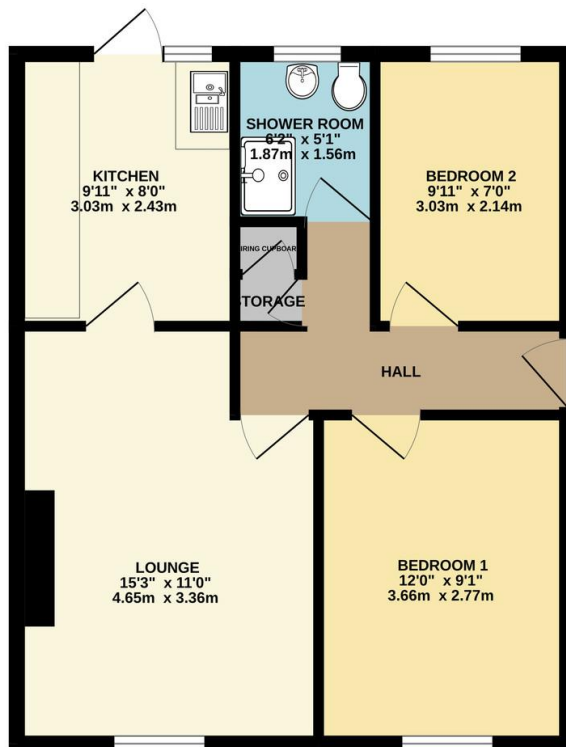 KITCHEN
9'11" x 8'0"
3.03m x 2.43m
SHOWER ROOM
6'2" x 5'1"
1.87m x 1.56m
BEDROOM 2
9'11" x 7'0"
3.03m x 2.14m
IRING CUPBOAR
STORAGE
HALL
LOUNGE
15'3" x 11'0"
4.65m x 3.36m
BEDROOM 1
12'0" x 9'1"
3.66m x 2.77m